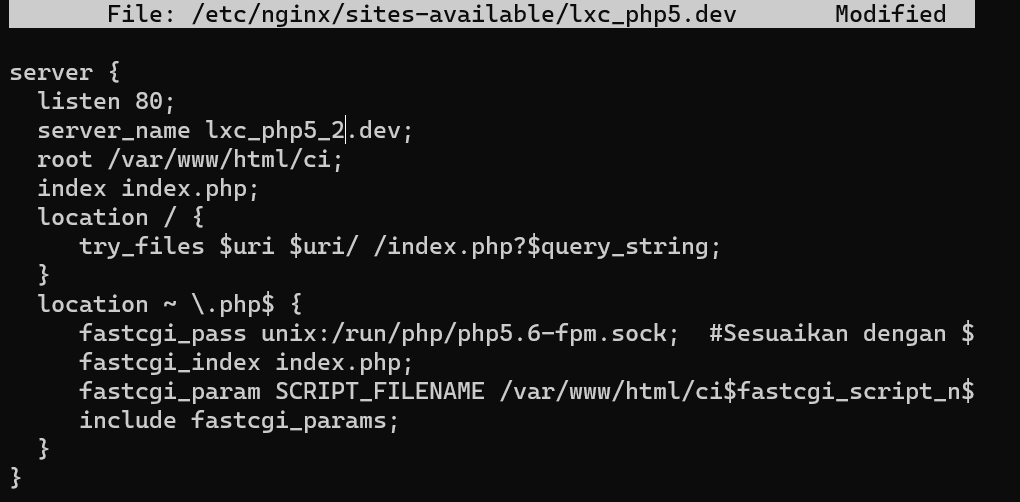 File: /etc/nginx/sites-available/lxc_php5.dev Modified
server {
listen 80;
server_name lxc_php5_2.dev;
root /var/www/html/ci;
index index.php;
location / {
try_files $uri $uri/ /index.php?$query_string;
}
location ~ \.php$ {
fastcgi_pass unix:/run/php/php5.6-fpm.sock; #Sesuaikan dengan $
fastcgi_index index.php;
fastcgi_param SCRIPT_FILENAME /var/www/html/ci$fastcgi_script_n$
include fastcgi_params;
}
}